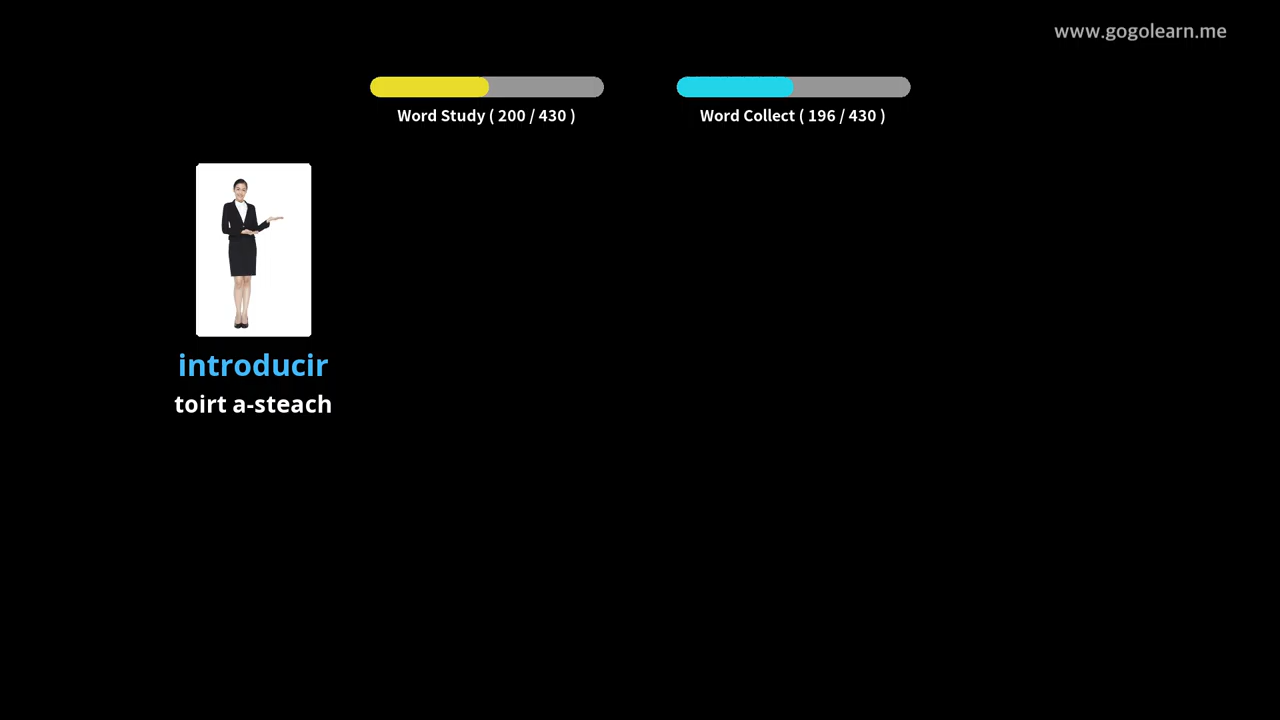 www.gogolearn.me
Word Study ( 200 / 430 )
Word Collect ( 196 / 430 )
introducir
toirt a-steach